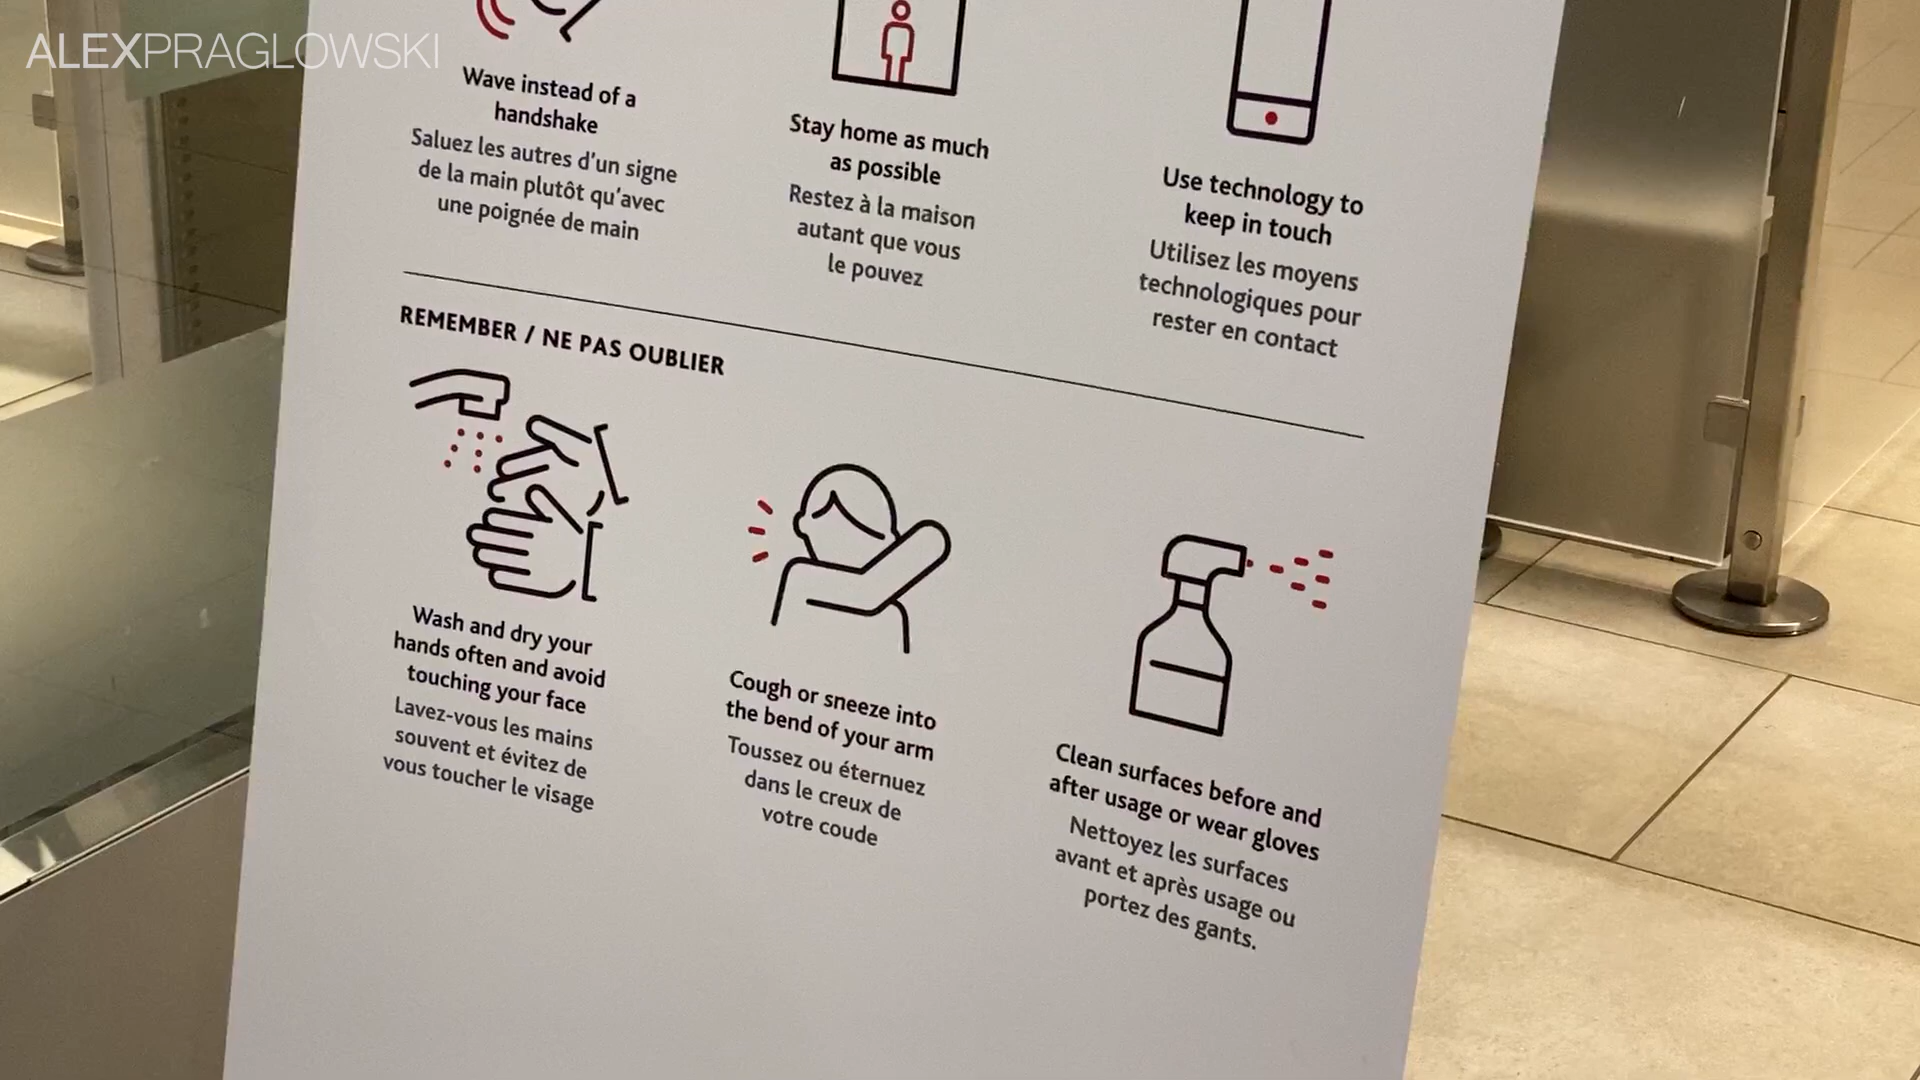 ALEXPRAGLOWSKI
Wave instead of a
handshake
Saluez les autres d'un signe
de la main plutôt qu'avec
une poignée de main
Stay home as much
as possible
Restez à la maison
autant que vous
le pouvez
Use technology to
keep in touch
Utilisez les moyens
technologiques pour
rester en contact
REMEMBER / NE PAS OUBLIER
Wash and dry your
hands often and avoid
touching your face
Lavez-vous les mains
souvent et évitez de
vous toucher le visage
Cough or sneeze into
the bend of your arm
Toussez ou éternuez
dans le creux de
votre coude
Clean surfaces before and
after usage or wear gloves
Nettoyez les surfaces
avant et après usage ou
portez des gants.